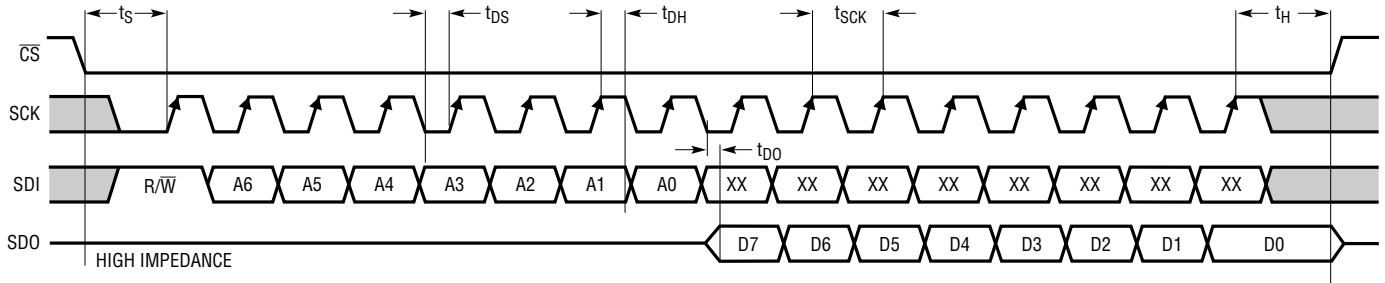 tS tDS tDH tSCK tH
CS
SCK
tDO
SDI R/W A6 A5 A4 A3 A2 A1 A0 XX XX XX XX XX XX XX XX
SDO D7 D6 D5 D4 D3 D2 D1 D0
HIGH IMPEDANCE